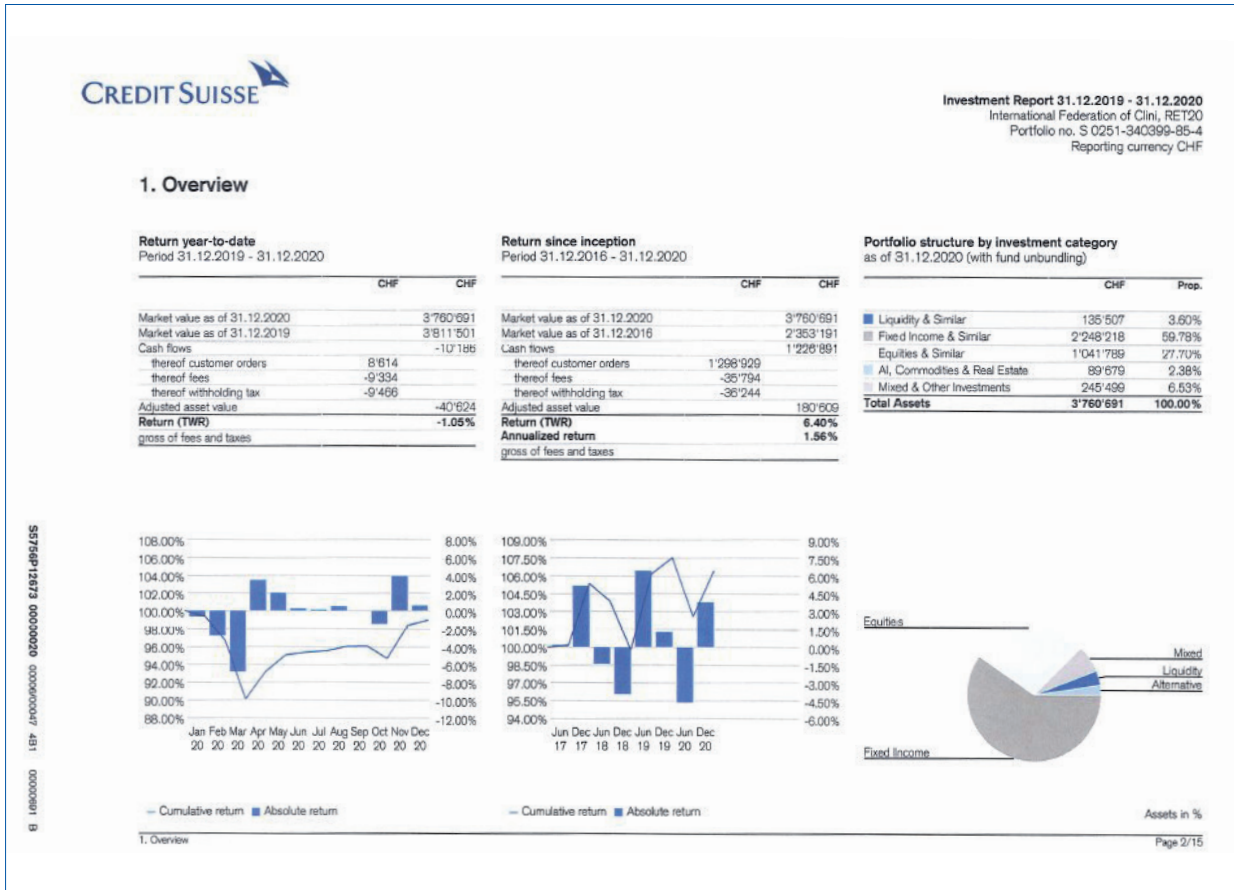 CREDIT SUISSE
Investment Report 31.12.2019 - 31.12.2020
International Federation of Clini, RET20
Portfolio no. S 0251-340399-85-4
Reporting currency CHF
1. Overview
Return year-to-date
Period 31.12.2019 - 31.12.2020
CHF CHF
Market value as of 31.12.2020 3'760'691
Market value as of 31.12.2019 3'811'501
Cash flows -10'186
thereof customer orders 8'614
thereof fees -9'334
thereof withholding tax -9'466
Adjusted asset value -40'624
Return (TWR) -1.05%
gross of fees and taxes
Return since inception
Period 31.12.2016 - 31.12.2020
CHF CHF
Market value as of 31.12.2020 3'760'691
Market value as of 31.12.2016 2'353'191
Cash flows 1'226'891
thereof customer orders 1'298'929
thereof fees -35'794
thereof withholding tax -36'244
Adjusted asset value 180'609
Return (TWR) 6.40%
Annualized return 1.56%
gross of fees and taxes
Portfolio structure by investment category
as of 31.12.2020 (with fund unbundling)
CHF Prop.
Liquidity & Similar 135'507 3.60%
Fixed Income & Similar 2'248'218 59.78%
Equities & Similar 1'041'789 27.70%
AI, Commodities & Real Estate 89'679 2.38%
Mixed & Other Investments 245'499 6.53%
Total Assets 3'760'691 100.00%
108.00% 8.00%
106.00% 6.00%
104.00% 4.00%
102.00% 2.00%
100.00% 0.00%
98.00% -2.00%
96.00% -4.00%
94.00% -6.00%
92.00% -8.00%
90.00% -10.00%
88.00% -12.00%
Jan Feb Mar Apr May Jun Jul Aug Sep Oct Nov Dec
20 20 20 20 20 20 20 20 20 20 20 20
Cumulative return Absolute return
109.00% 9.00%
107.50% 7.50%
106.00% 6.00%
104.50% 4.50%
103.00% 3.00%
101.50% 1.50%
100.00% 0.00%
98.50% -1.50%
97.00% -3.00%
95.50% -4.50%
94.00% -6.00%
Jun Dec Jun Dec Jun Dec Jun Dec
17 17 18 18 19 19 20 20
Cumulative return Absolute return
Equities
Mixed
Liquidity
Alternative
Fixed Income
Assets in %
1. Overview
Page 2/15
S5756P12673 00000020 00006/000047 4B1 0000691 B